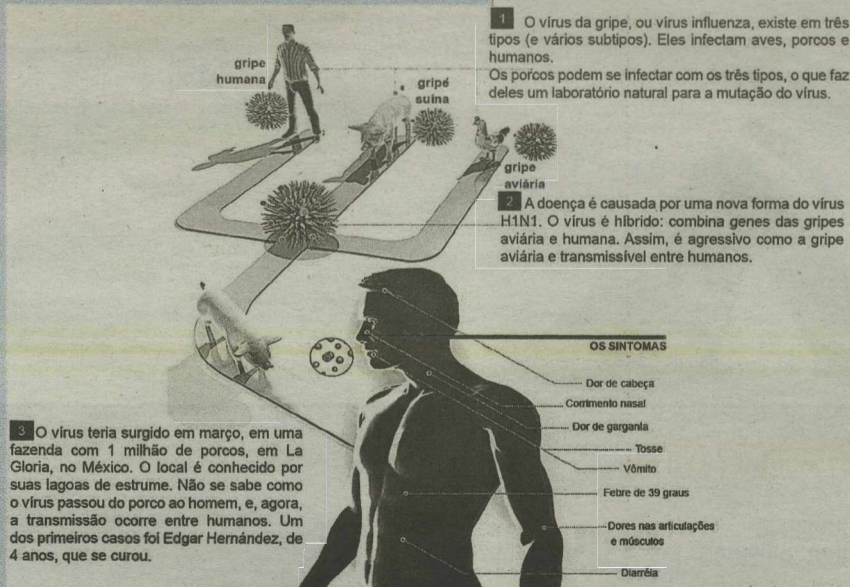 1 O vírus da gripe, ou vírus influenza, existe em três
tipos (e vários subtipos). Eles infectam aves, porcos e
humanos.
Os porcos podem se infectar com os três tipos, o que faz
deles um laboratório natural para a mutação do vírus.
gripe
humana
gripe
suína
gripe
aviária
2 A doença é causada por uma nova forma do vírus
H1N1. O vírus é híbrido: combina genes das gripes
aviária e humana. Assim, é agressivo como a gripe
aviária e transmissível entre humanos.
OS SINTOMAS
Dor de cabeça
Corrimento nasal
Dor de garganta
Tosse
Vômito
Febre de 39 graus
Dores nas articulações
e músculos
Diarréia
3 O vírus teria surgido em março, em uma
fazenda com 1 milhão de porcos, em La
Gloria, no México. O local é conhecido por
suas lagoas de estrume. Não se sabe como
o vírus passou do porco ao homem, e, agora,
a transmissão ocorre entre humanos. Um
dos primeiros casos foi Edgar Hernández, de
4 anos, que se curou.